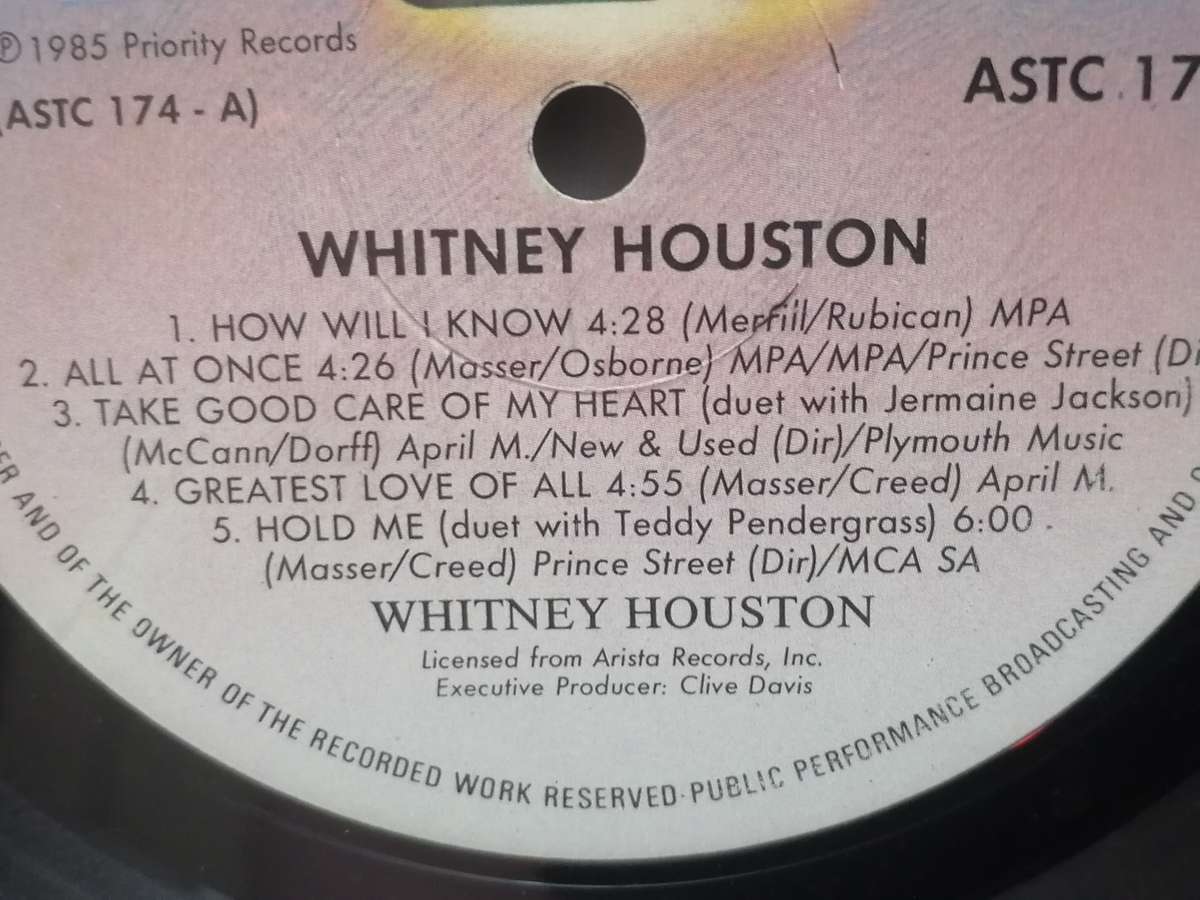 ℗ 1985 Priority Records
(ASTC 174 - A)
ASTC 17
WHITNEY HOUSTON
1. HOW WILL I KNOW 4:28 (Merfiil/Rubican) MPA
2. ALL AT ONCE 4:26 (Masser/Osborne) MPA/MPA/Prince Street (Di
3. TAKE GOOD CARE OF MY HEART (duet with Jermaine Jackson)
(McCann/Dorff) April M./New & Used (Dir)/Plymouth Music
4. GREATEST LOVE OF ALL 4:55 (Masser/Creed) April M.
5. HOLD ME (duet with Teddy Pendergrass) 6:00
(Masser/Creed) Prince Street (Dir)/MCA SA
WHITNEY HOUSTON
Licensed from Arista Records, Inc.
Executive Producer: Clive Davis
ER AND OF THE OWNER OF THE RECORDED WORK RESERVED·PUBLIC PERFORMANCE BROADCASTING AND